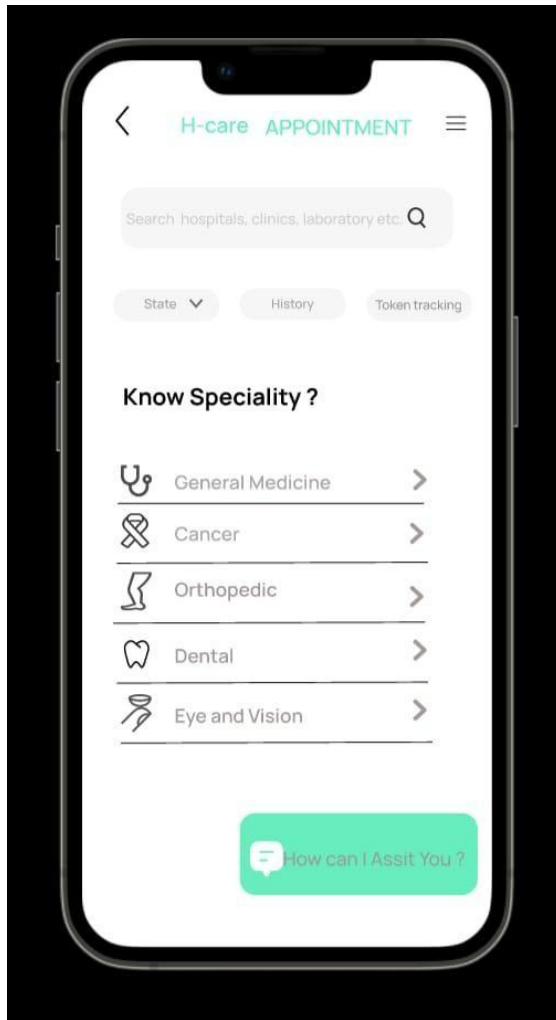 H-care APPOINTMENT
Search hospitals, clinics, laboratory etc.
State History Token tracking
Know Speciality ?
General Medicine
Cancer
Orthopedic
Dental
Eye and Vision
How can I Assit You ?